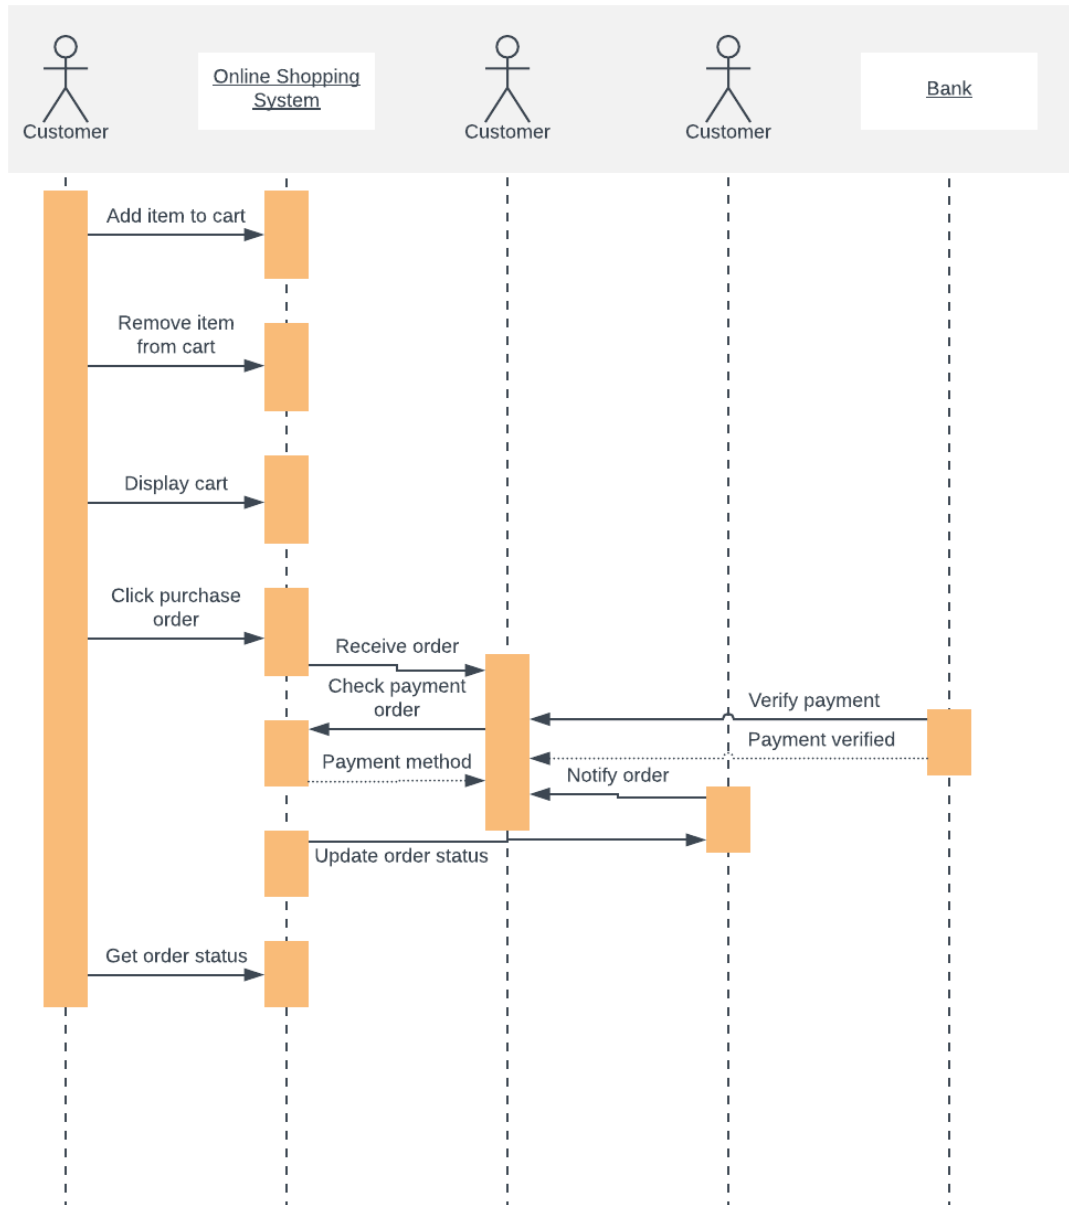 Customer
Online Shopping
System
Customer
Customer
Bank
Add item to cart
Remove item
from cart
Display cart
Click purchase
order
Receive order
Check payment
order
Verify payment
Payment verified
Payment method
Notify order
Update order status
Get order status